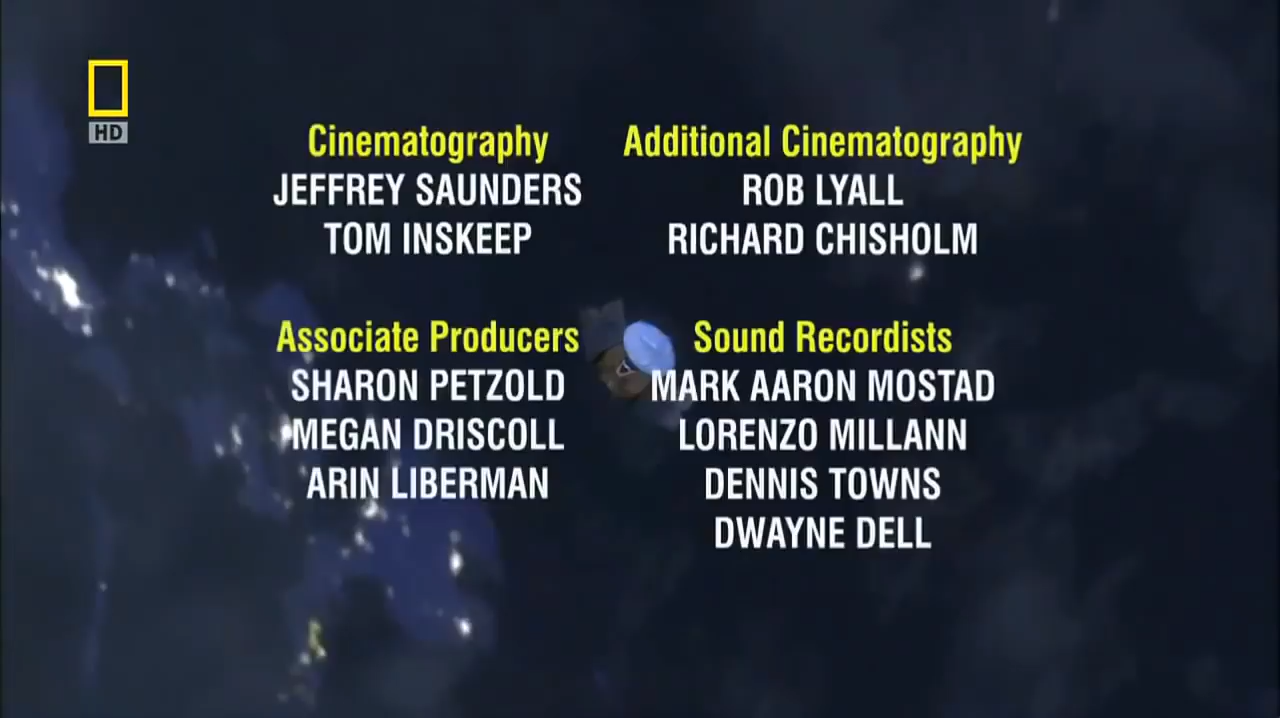 HD
Cinematography
JEFFREY SAUNDERS
TOM INSKEEP
Additional Cinematography
ROB LYALL
RICHARD CHISHOLM
Associate Producers
SHARON PETZOLD
MEGAN DRISCOLL
ARIN LIBERMAN
Sound Recordists
MARK AARON MOSTAD
LORENZO MILLANN
DENNIS TOWNS
DWAYNE DELL